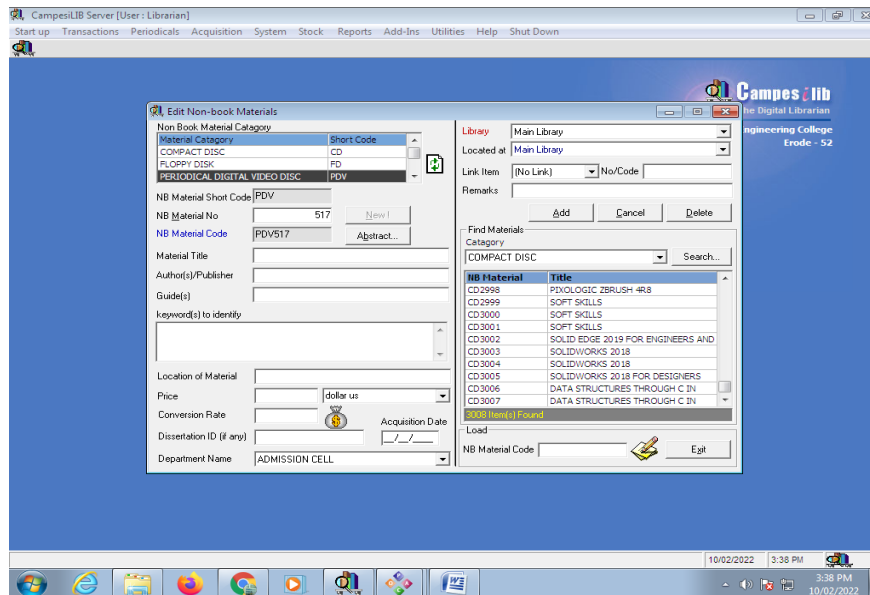 CampesiLIB Server [User : Librarian]
Start up Transactions Periodicals Acquisition System Stock Reports Add-Ins Utilities Help Shut Down
Campes i lib
he Digital Librarian
ngineering College
Erode - 52
Edit Non-book Materials
Non Book Material Catagory
Material Catagory Short Code
COMPACT DISC CD
FLOPPY DISK FD
PERIODICAL DIGITAL VIDEO DISC PDV
NB Material Short Code PDV
NB Material No 517 New !
NB Material Code PDV517 Abstract...
Material Title
Author(s)/Publisher
Guide(s)
keyword(s) to identify
Location of Material
Price dollar us
Conversion Rate
Acquisition Date
Dissertation ID (if any) _/_/___
Department Name ADMISSION CELL
Library Main Library
Located at Main Library
Link Item (No Link) No/Code
Remarks
Add Cancel Delete
Find Materials
Catagory
COMPACT DISC Search...
NB Material Title
CD2998 PIXOLOGIC ZBRUSH 4R8
CD2999 SOFT SKILLS
CD3000 SOFT SKILLS
CD3001 SOFT SKILLS
CD3002 SOLID EDGE 2019 FOR ENGINEERS AND
CD3003 SOLIDWORKS 2018
CD3004 SOLIDWORKS 2018
CD3005 SOLIDWORKS 2018 FOR DESIGNERS
CD3006 DATA STRUCTURES THROUGH C IN
CD3007 DATA STRUCTURES THROUGH C IN
3008 Item(s) Found
Load
NB Material Code Exit
10/02/2022 3:38 PM
3:38 PM
10/02/2022